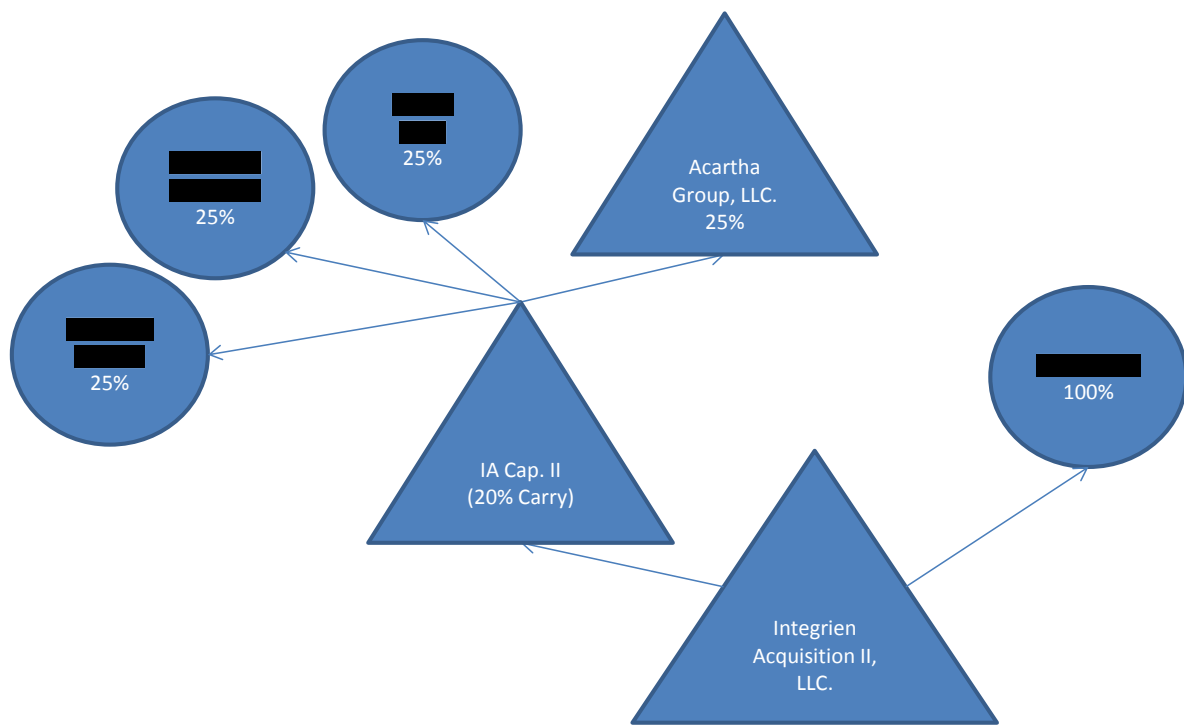 25%
Acartha
Group, LLC.
25%
25%
25%
100%
IA Cap. II
(20% Carry)
Integrien
Acquisition II,
LLC.